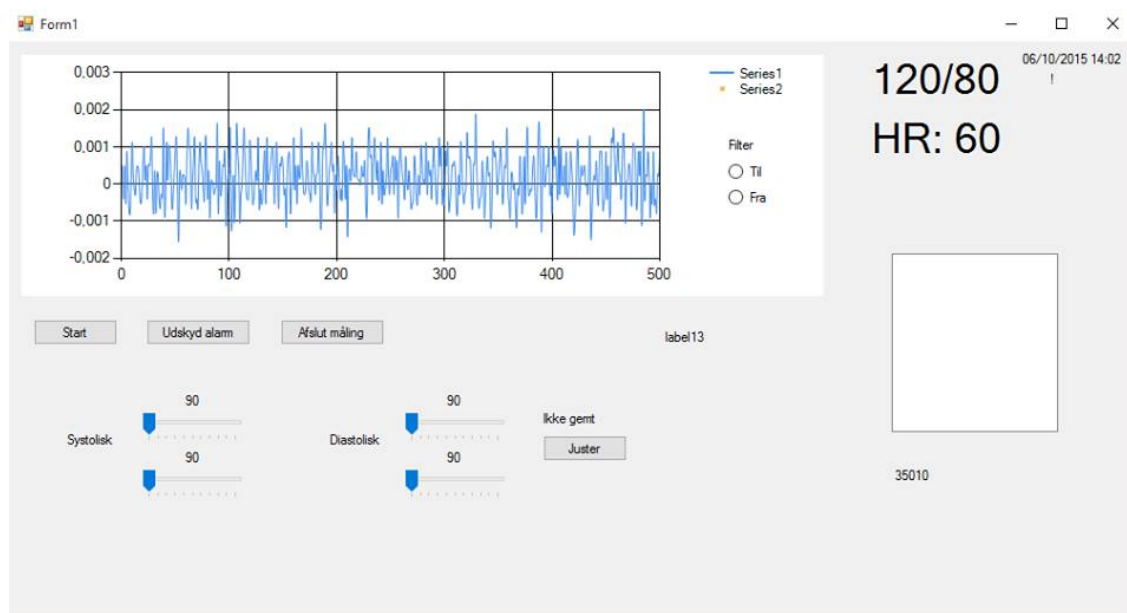 Form1
0,003
0,002
0,001
0
-0,001
-0,002
0 100 200 300 400 500
Series1
Series2
Filter
Til
Fra
120/80
HR: 60
06/10/2015 14:02
!
Start
Udskyd alarm
Afslut måling
label13
Systolisk
90
90
Diastolisk
90
90
Ikke gemt
Juster
35010